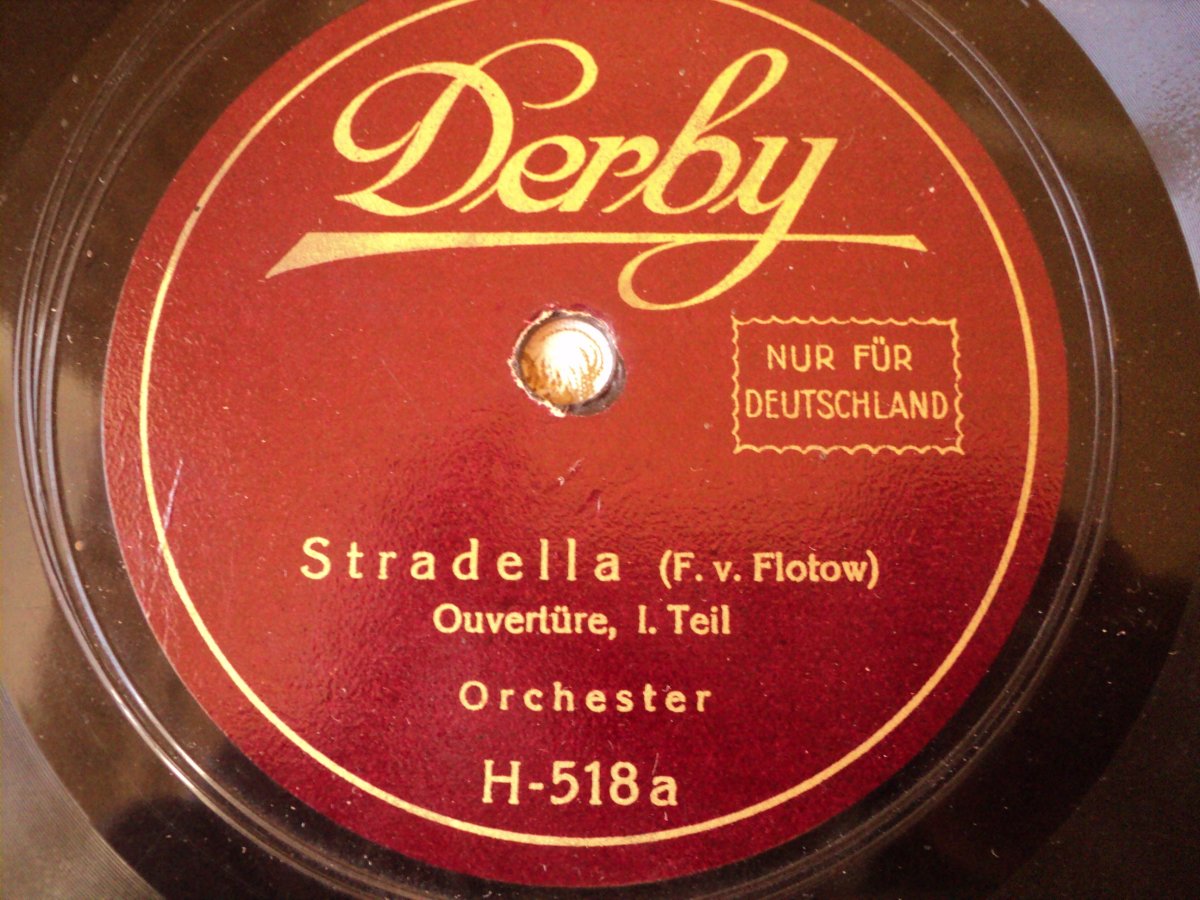 Derby
NUR FÜR
DEUTSCHLAND
Stradella (F. v. Flotow)
Ouvertüre, I. Teil
Orchester
H-518a